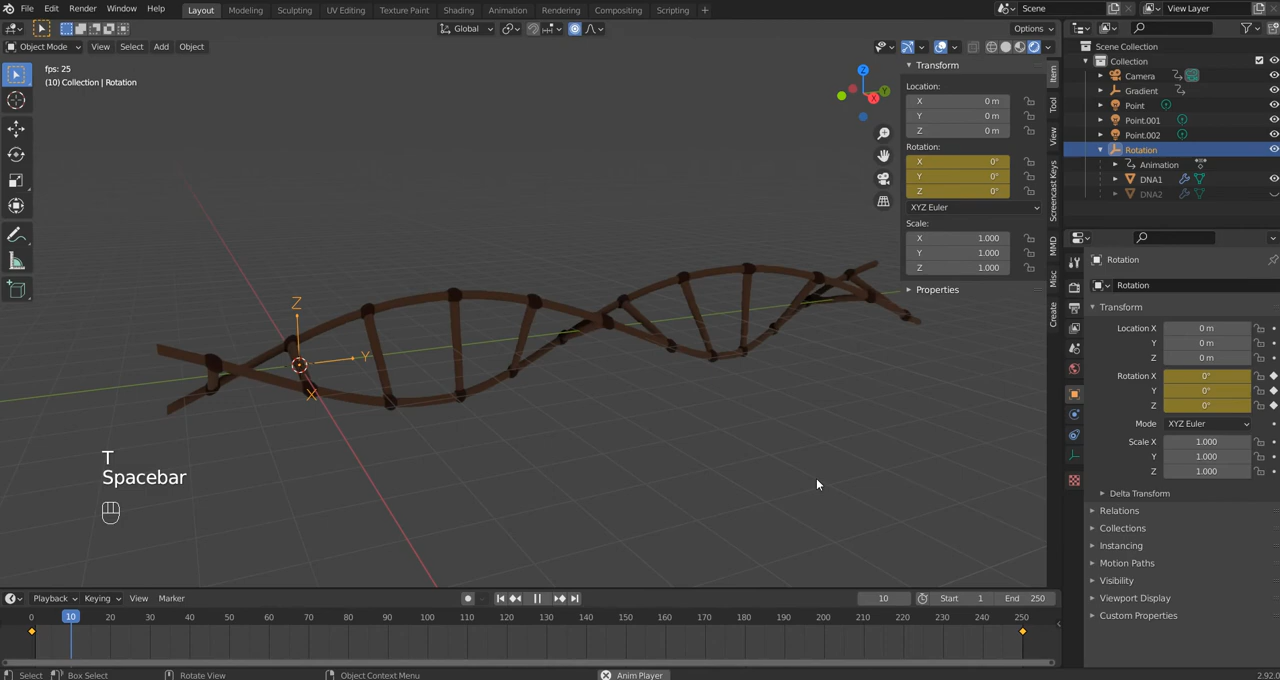 File Edit Render Window Help Layout Modeling Sculpting UV Editing Texture Paint Shading Animation Rendering Compositing Scripting + Scene View Layer
Global Options
Object Mode View Select Add Object
fps: 25
(10) Collection | Rotation
Z
Y
X
Z
Y
X
T
Spacebar
Transform
Location:
X 0 m
Y 0 m
Z 0 m
Rotation:
X 0°
Y 0°
Z 0°
XYZ Euler
Scale:
X 1.000
Y 1.000
Z 1.000
Properties
Item
Tool
View
Screencast Keys
MMD
Misc
Create
Scene Collection
Collection
Camera
Gradient
Point
Point.001
Point.002
Rotation
Animation
DNA1
DNA2
Rotation
Rotation
Transform
Location X 0 m
Y 0 m
Z 0 m
Rotation X 0°
Y 0°
Z 0°
Mode XYZ Euler
Scale X 1.000
Y 1.000
Z 1.000
Delta Transform
Relations
Collections
Instancing
Motion Paths
Visibility
Viewport Display
Custom Properties
Playback Keying View Marker 10 Start 1 End 250
0 10 20 30 40 50 60 70 80 90 100 110 120 130 140 150 160 170 180 190 200 210 220 230 240 250
Select Box Select Rotate View Object Context Menu Anim Player 2.92.0